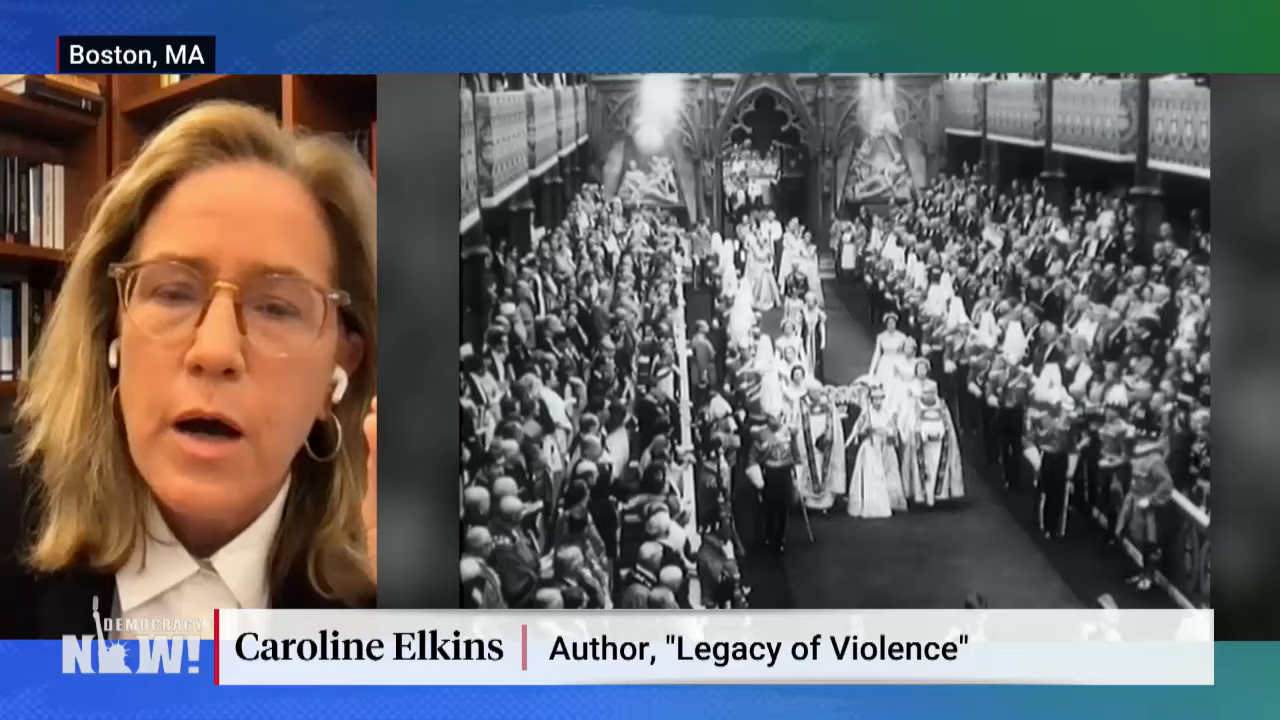 Boston, MA
DEMOCRACY
NOW!
Caroline Elkins
Author, "Legacy of Violence"